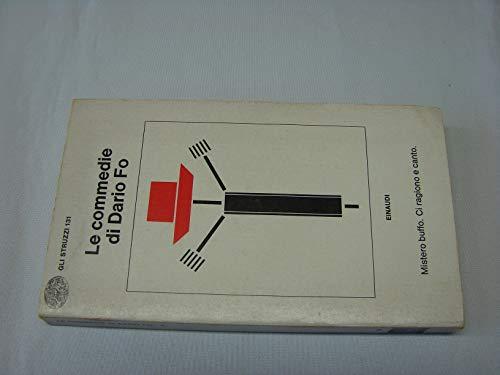 GLI STRUZZI 131
Le commedie
di Dario Fo
EINAUDI
Mistero buffo. Ci ragiono e canto.